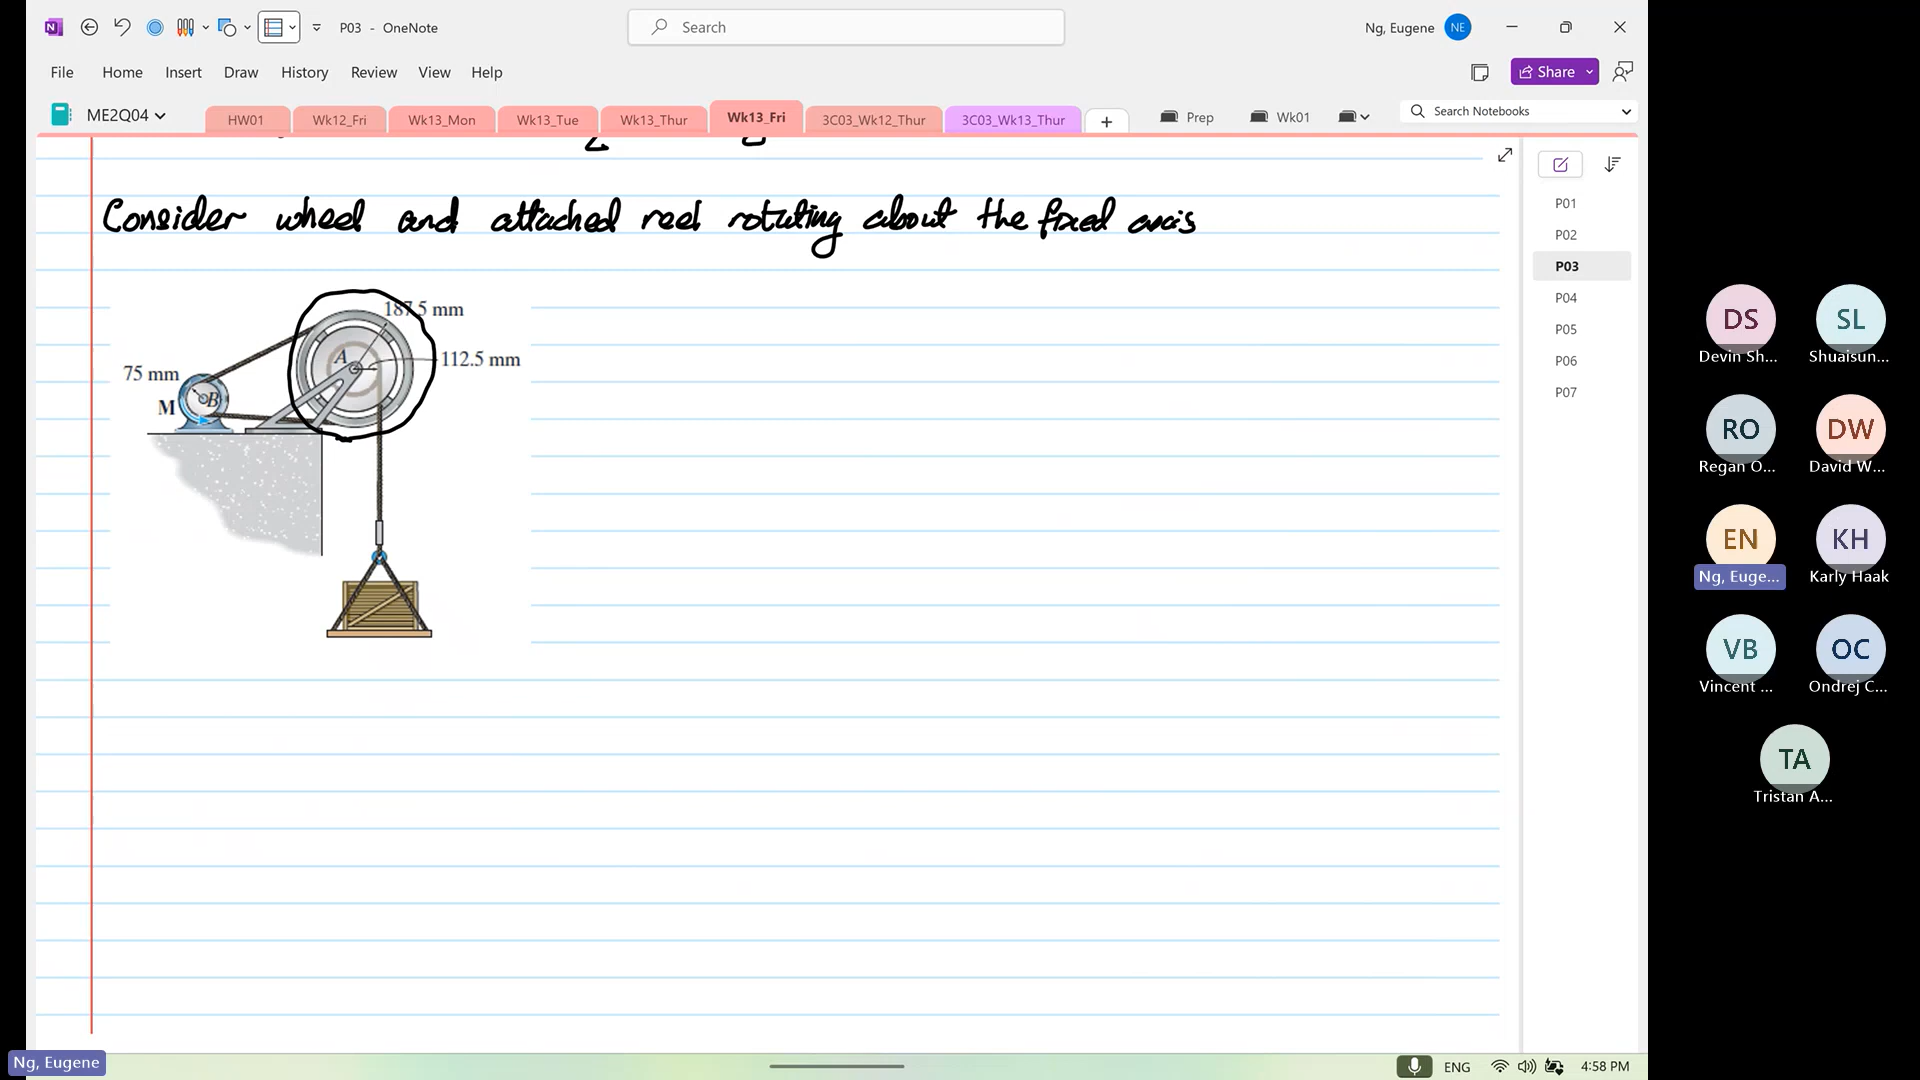 P03 - OneNote
Search
Ng, Eugene
NE
File Home Insert Draw History Review View Help
Share
ME2Q04
HW01 Wk12_Fri Wk13_Mon Wk13_Tue Wk13_Thur Wk13_Fri 3C03_Wk12_Thur 3C03_Wk13_Thur +
Prep Wk01
Search Notebooks
Consider wheel and attached reel rotating about the fixed axis
187.5 mm
A
112.5 mm
75 mm
B
M
P01
P02
P03
P04
P05
P06
P07
DS
Devin Sh...
SL
Shuaisun...
RO
Regan O...
DW
David W...
EN
Ng, Euge...
KH
Karly Haak
VB
Vincent ...
OC
Ondrej C...
TA
Tristan A...
Ng, Eugene
ENG
4:58 PM